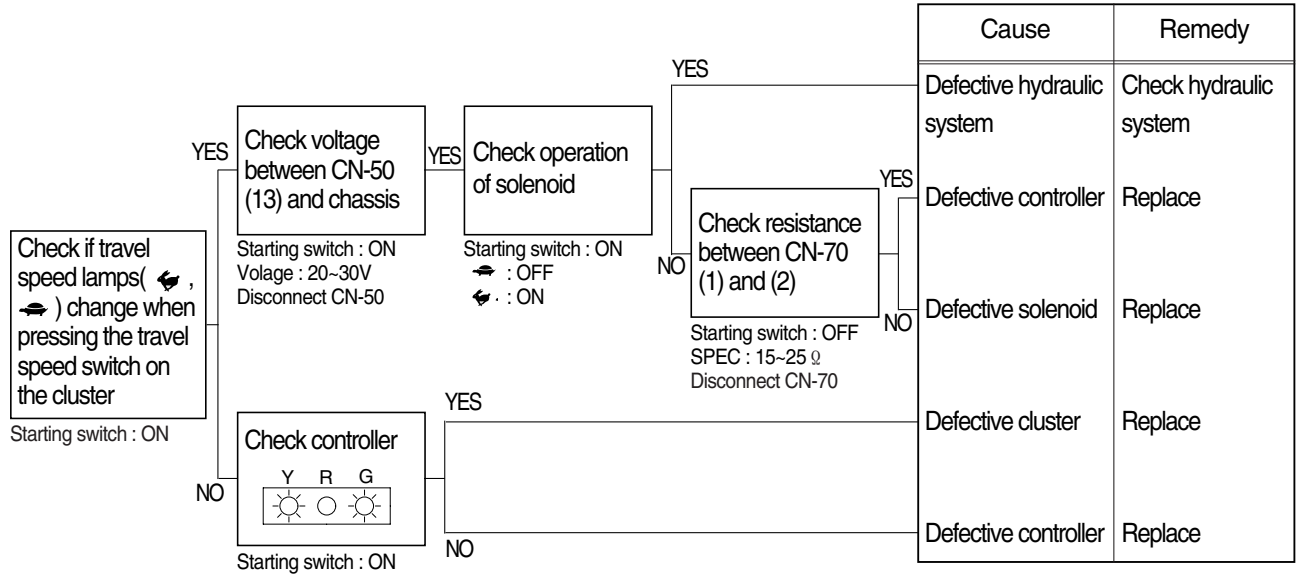 Cause
Remedy
YES
Defective hydraulic
system
Check hydraulic
system
YES
Check voltage
between CN-50
(13) and chassis
YES
Check operation
of solenoid
YES
Defective controller
Replace
Check if travel
speed lamps( ,
) change when
pressing the travel
speed switch on
the cluster
Starting switch : ON
Starting switch : ON
Volage : 20~30V
Disconnect CN-50
Starting switch : ON
: OFF
: ON
NO
Check resistance
between CN-70
(1) and (2)
NO
Defective solenoid
Replace
Starting switch : OFF
SPEC : 15~25 Ω
Disconnect CN-70
NO
Check controller
Y R G
Starting switch : ON
YES
Defective cluster
Replace
NO
Defective controller
Replace